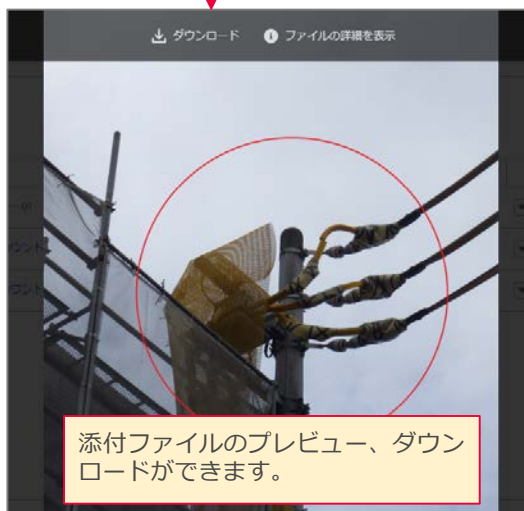 ダウンロード ファイルの詳細を表示
添付ファイルのプレビュー、ダウン
ロードができます。